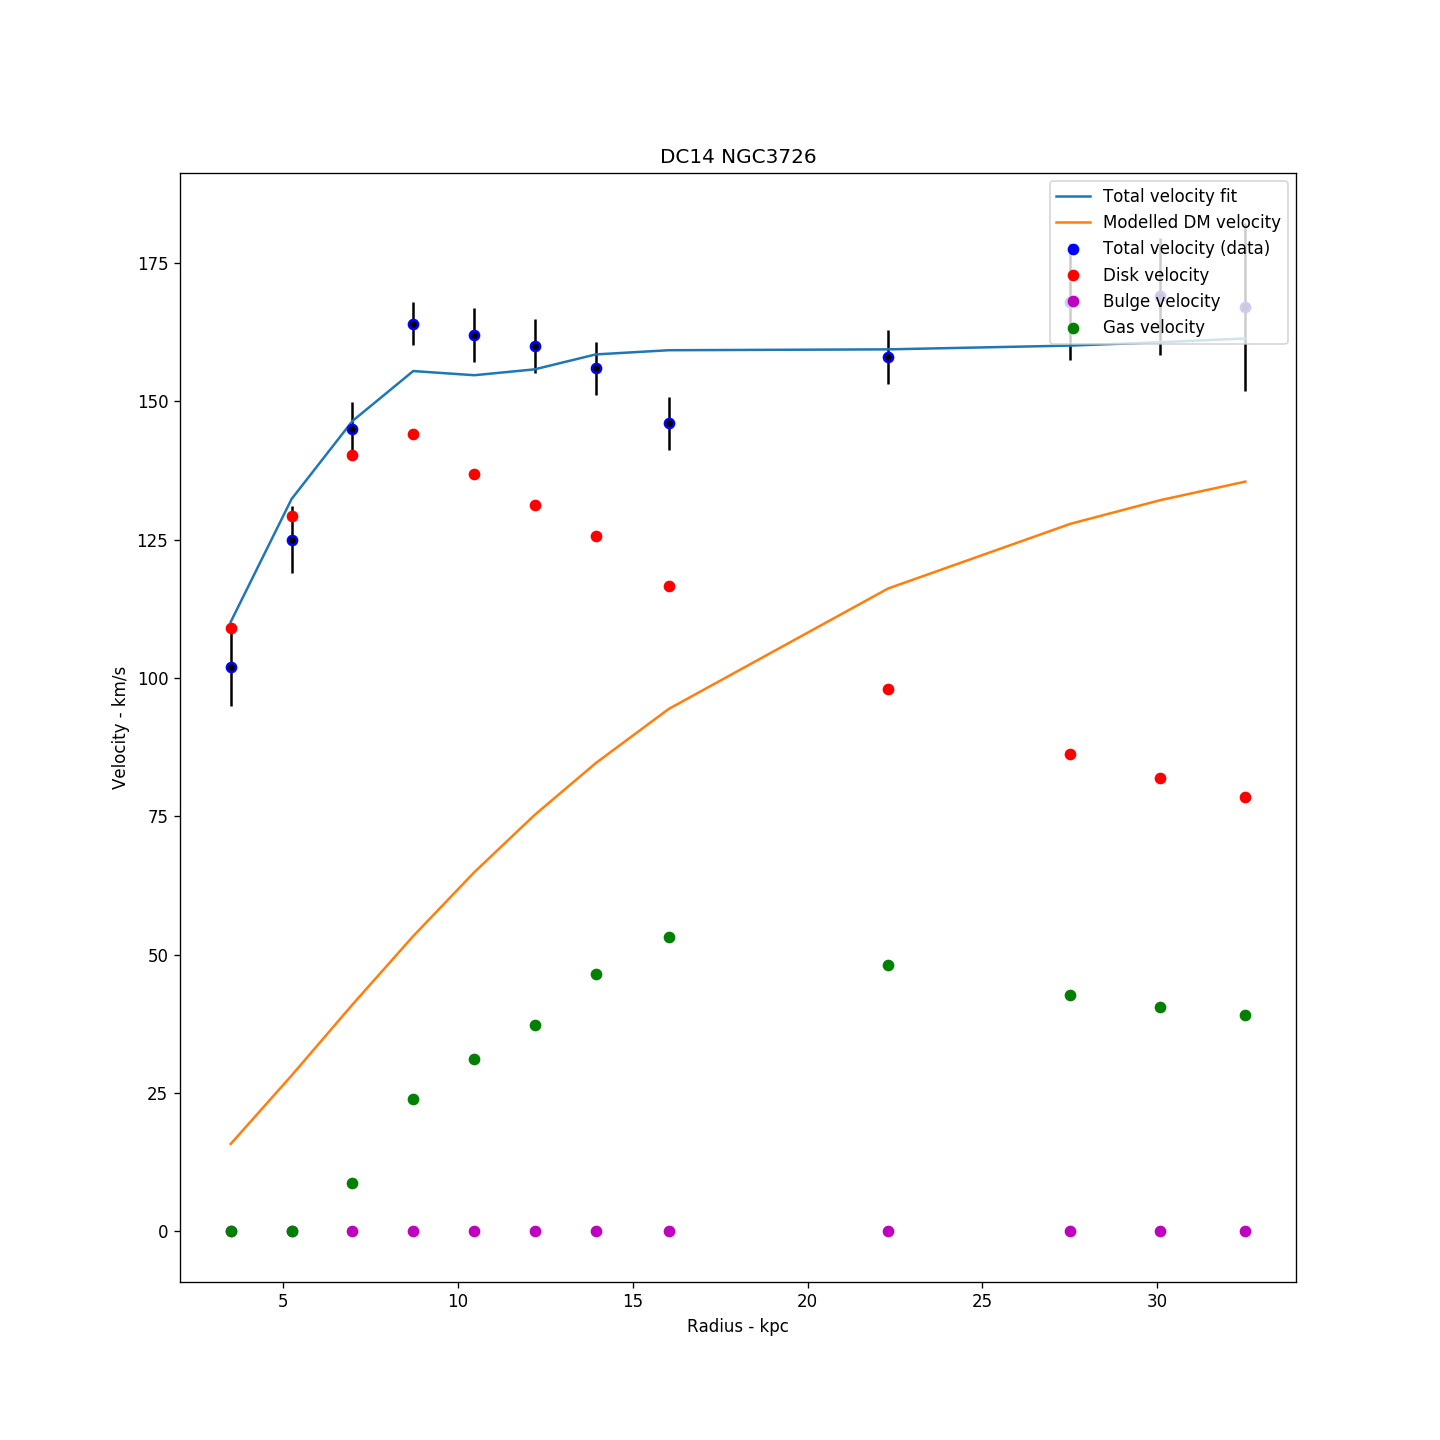 DC14 NGC3726
Total velocity fit
Modelled DM velocity
Total velocity (data)
Disk velocity
Bulge velocity
Gas velocity
175
150
125
100
75
50
25
0
Velocity - km/s
5 10 15 20 25 30
Radius - kpc